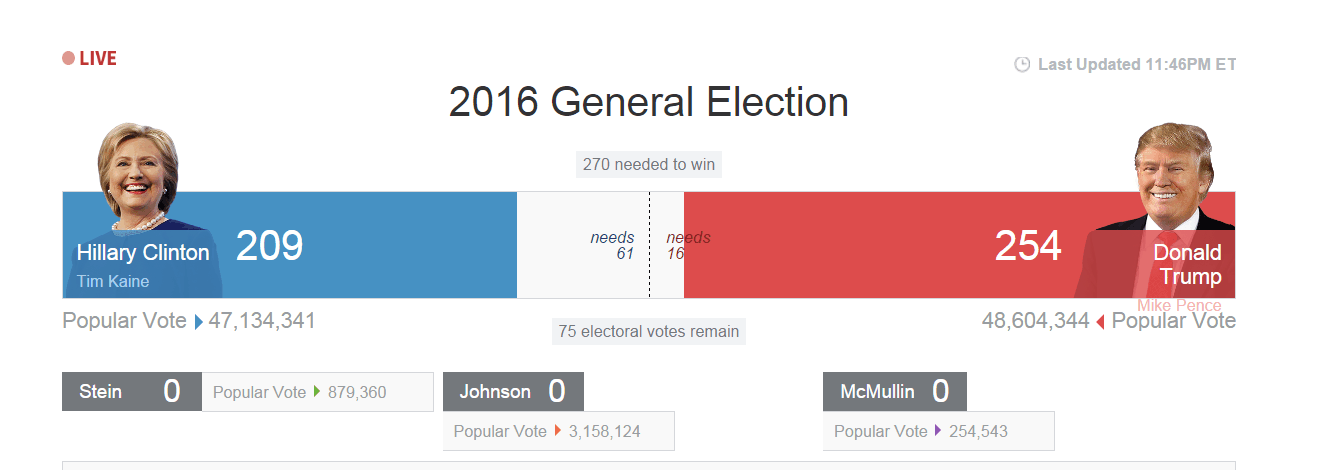 LIVE
Last Updated 11:46PM ET
2016 General Election
270 needed to win
Hillary Clinton
Tim Kaine
209
needs
61
needs
16
254
Donald
Trump
Mike Pence
Popular Vote 47,134,341
75 electoral votes remain
48,604,344 Popular Vote
Stein 0
Popular Vote 879,360
Johnson 0
Popular Vote 3,158,124
McMullin 0
Popular Vote 254,543